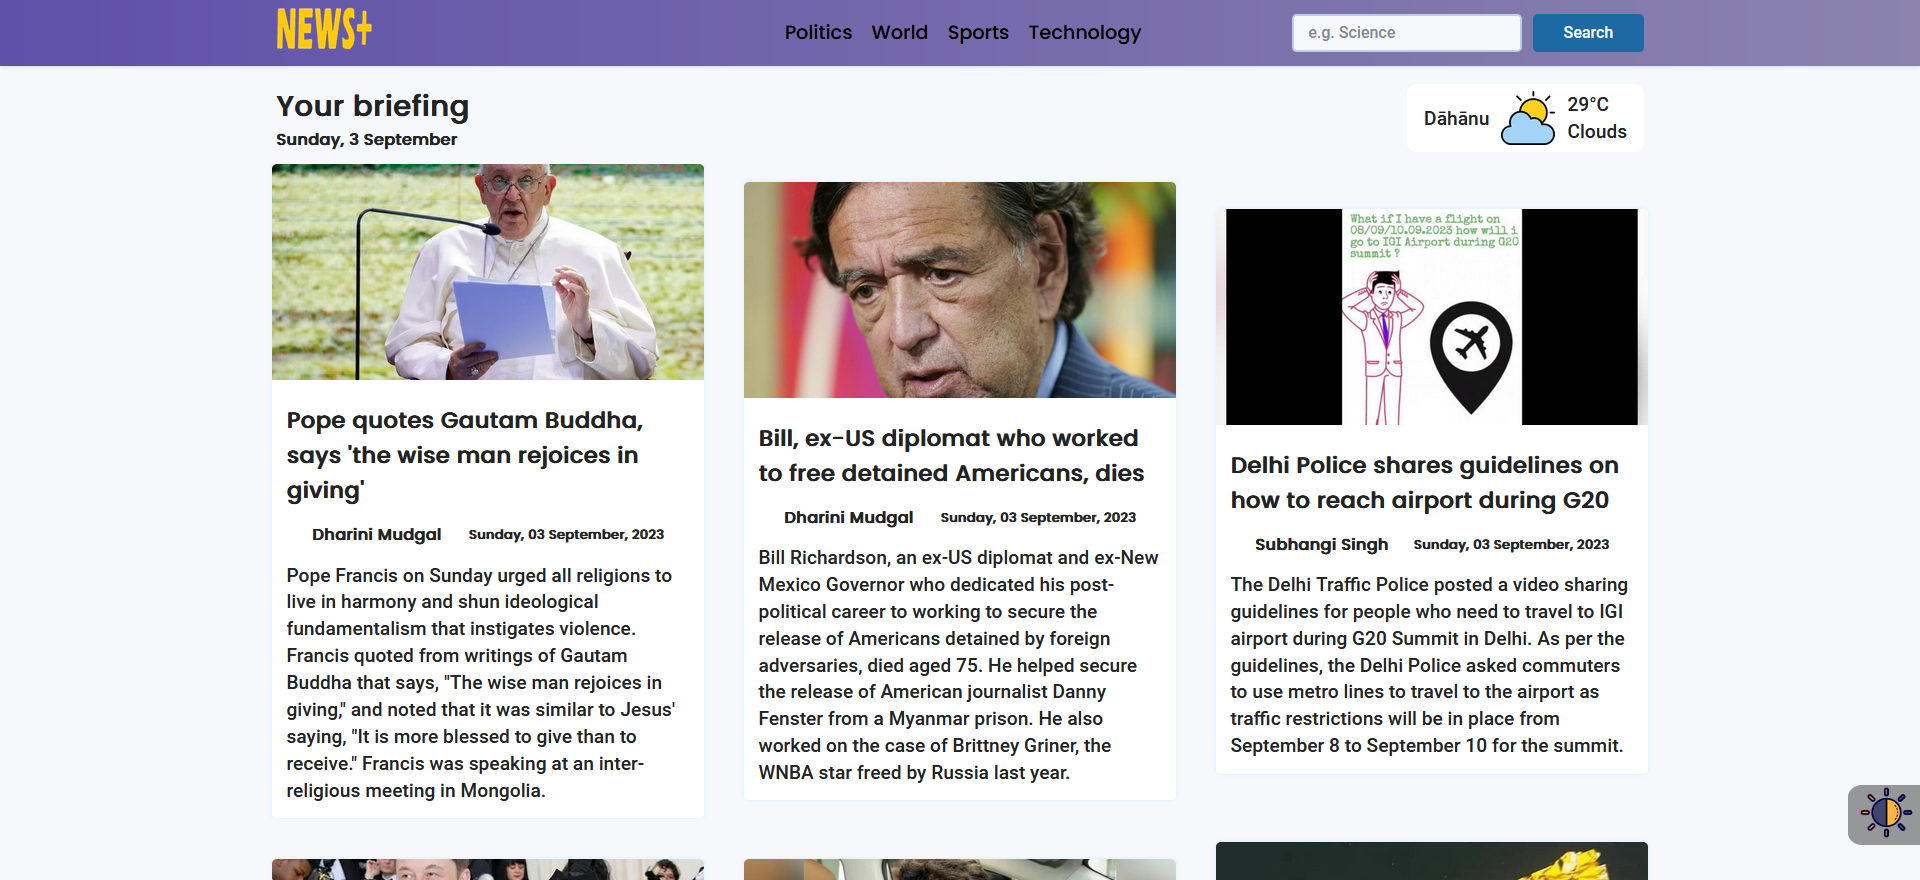 NEWS+
Politics World Sports Technology
e.g. Science
Search
Your briefing
Sunday, 3 September
Dāhānu
29°C
Clouds
Pope quotes Gautam Buddha,
says 'the wise man rejoices in
giving'
Dharini Mudgal Sunday, 03 September, 2023
Pope Francis on Sunday urged all religions to
live in harmony and shun ideological
fundamentalism that instigates violence.
Francis quoted from writings of Gautam
Buddha that says, "The wise man rejoices in
giving," and noted that it was similar to Jesus'
saying, "It is more blessed to give than to
receive." Francis was speaking at an inter-
religious meeting in Mongolia.
Bill, ex-US diplomat who worked
to free detained Americans, dies
Dharini Mudgal Sunday, 03 September, 2023
Bill Richardson, an ex-US diplomat and ex-New
Mexico Governor who dedicated his post-
political career to working to secure the
release of Americans detained by foreign
adversaries, died aged 75. He helped secure
the release of American journalist Danny
Fenster from a Myanmar prison. He also
worked on the case of Brittney Griner, the
WNBA star freed by Russia last year.
What if I have a flight on
08/09/10.09.2023 how will i
go to IGI Airport during G20
summit ?
Delhi Police shares guidelines on
how to reach airport during G20
Subhangi Singh Sunday, 03 September, 2023
The Delhi Traffic Police posted a video sharing
guidelines for people who need to travel to IGI
airport during G20 Summit in Delhi. As per the
guidelines, the Delhi Police asked commuters
to use metro lines to travel to the airport as
traffic restrictions will be in place from
September 8 to September 10 for the summit.